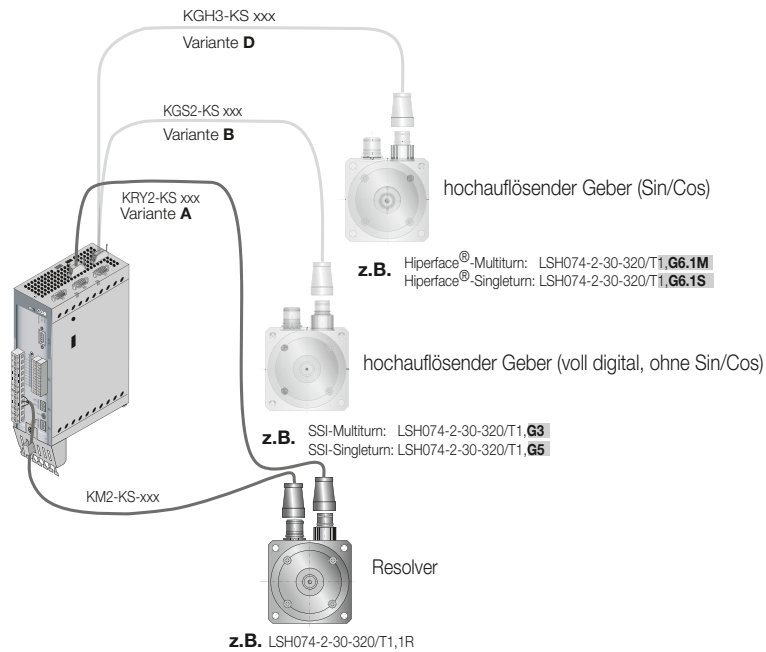 KGH3-KS xxx
Variante D
KGS2-KS xxx
Variante B
KRY2-KS xxx
Variante A
hochauflösender Geber (Sin/Cos)
z.B. Hiperface®-Multiturn: LSH074-2-30-320/T1,G6.1M
Hiperface®-Singleturn: LSH074-2-30-320/T1,G6.1S
hochauflösender Geber (voll digital, ohne Sin/Cos)
z.B. SSI-Multiturn: LSH074-2-30-320/T1,G3
SSI-Singleturn: LSH074-2-30-320/T1,G5
KM2-KS-xxx
Resolver
z.B. LSH074-2-30-320/T1,1R